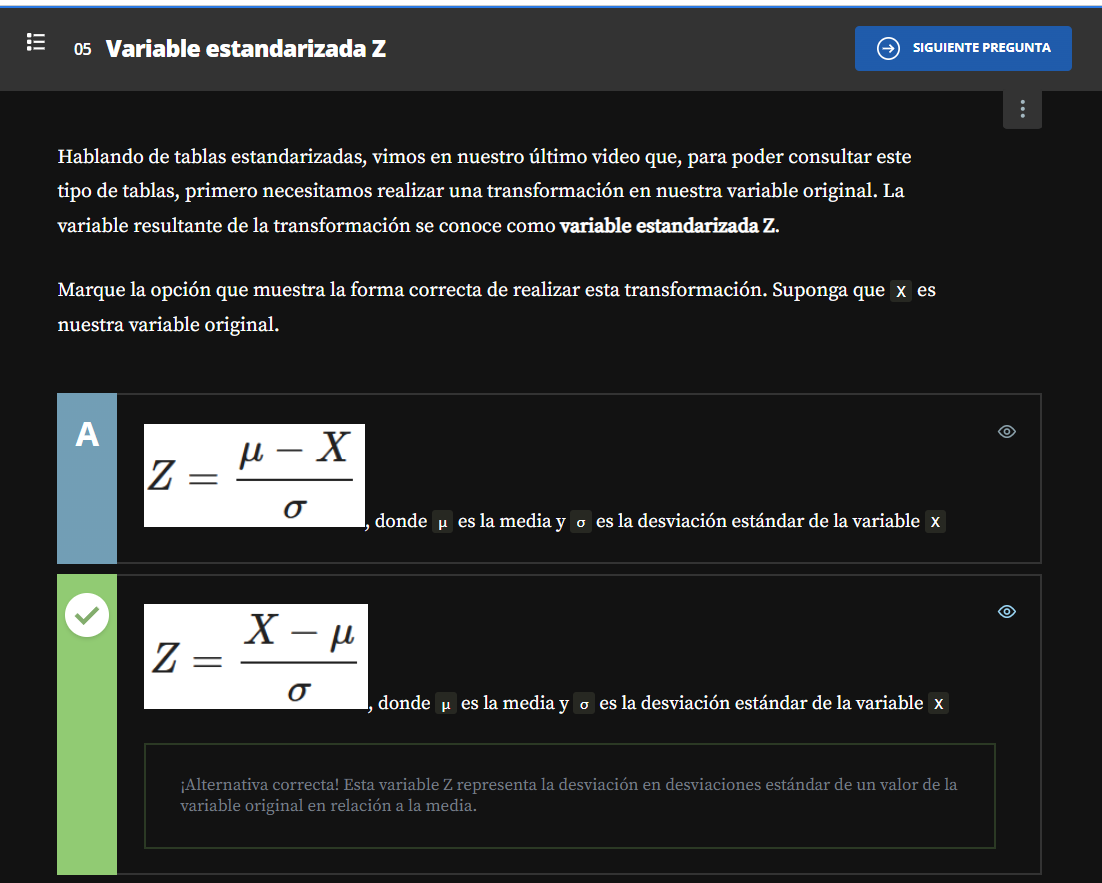 05 Variable estandarizada Z
SIGUIENTE PREGUNTA
Hablando de tablas estandarizadas, vimos en nuestro último video que, para poder consultar este
tipo de tablas, primero necesitamos realizar una transformación en nuestra variable original. La
variable resultante de la transformación se conoce como variable estandarizada Z.
Marque la opción que muestra la forma correcta de realizar esta transformación. Suponga que X es
nuestra variable original.
A
Z = \frac{μ − X}{σ}, donde μ es la media y σ es la desviación estándar de la variable X
Z = \frac{X − μ}{σ}, donde μ es la media y σ es la desviación estándar de la variable X
¡Alternativa correcta! Esta variable Z representa la desviación en desviaciones estándar de un valor de la
variable original en relación a la media.